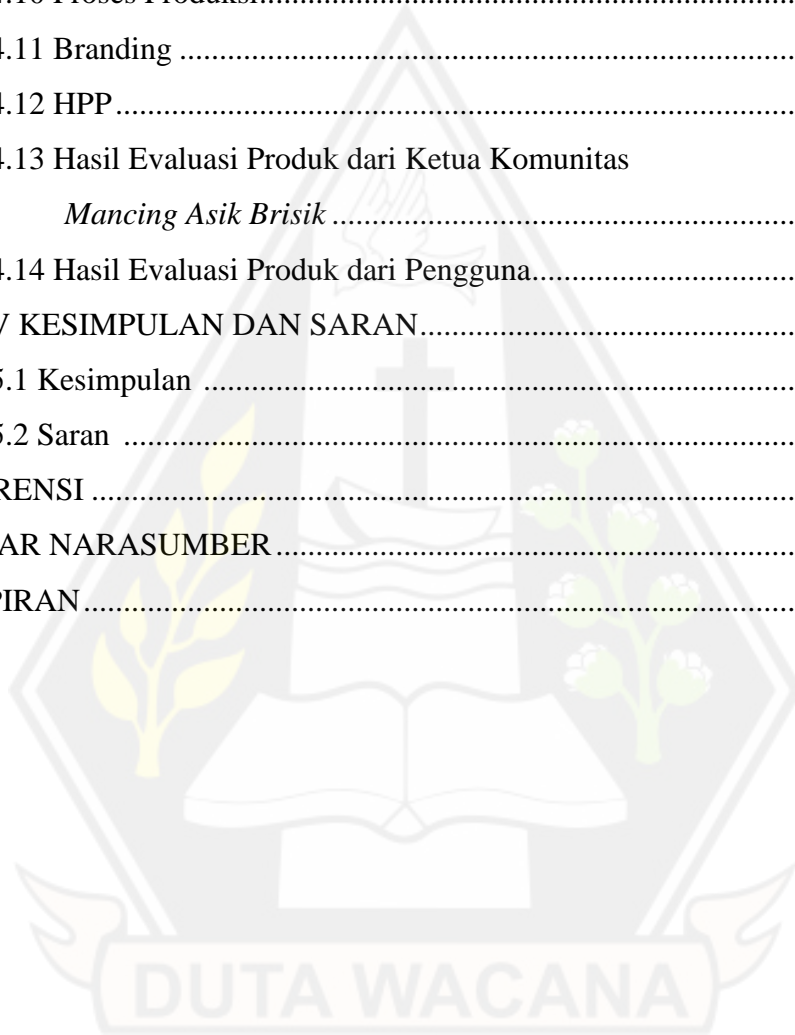 4.10 Proses Produksi..........................................................................
4.11 Branding ...................................................................................
4.12 HPP...........................................................................................
4.13 Hasil Evaluasi Produk dari Ketua Komunitas
Mancing Asik Brisik ..............................................................
4.14 Hasil Evaluasi Produk dari Pengguna....................................
V KESIMPULAN DAN SARAN..................................................
5.1 Kesimpulan ................................................................................
5.2 Saran .........................................................................................
RENSI ..............................................................................................
AR NARASUMBER.....................................................................
PIRAN...............................................................................................
DUTA WACANA